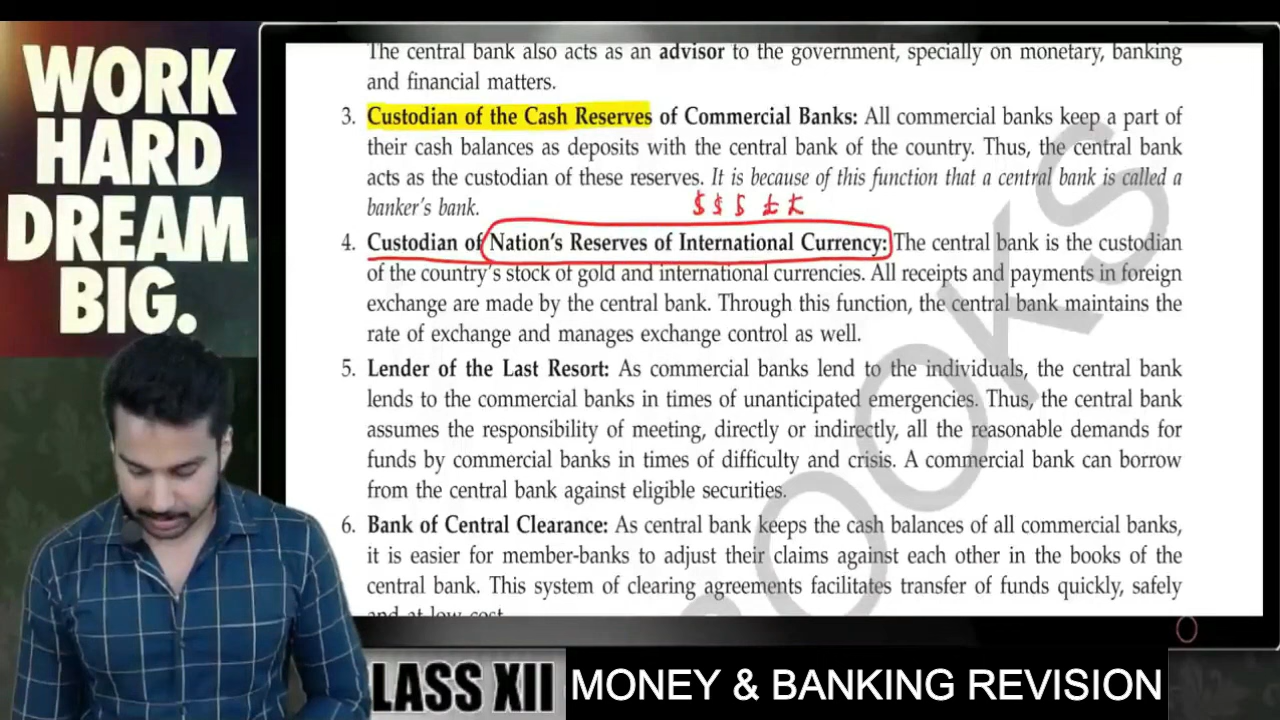 WORK
HARD
DREAM
BIG.
The central bank also acts as an advisor to the government, specially on monetary, banking
and financial matters.
3. Custodian of the Cash Reserves of Commercial Banks: All commercial banks keep a part of
their cash balances as deposits with the central bank of the country. Thus, the central bank
acts as the custodian of these reserves. It is because of this function that a central bank is called a
banker's bank.
$ $ $ £ £
4. Custodian of Nation's Reserves of International Currency: The central bank is the custodian
of the country's stock of gold and international currencies. All receipts and payments in foreign
exchange are made by the central bank. Through this function, the central bank maintains the
rate of exchange and manages exchange control as well.
5. Lender of the Last Resort: As commercial banks lend to the individuals, the central bank
lends to the commercial banks in times of unanticipated emergencies. Thus, the central bank
assumes the responsibility of meeting, directly or indirectly, all the reasonable demands for
funds by commercial banks in times of difficulty and crisis. A commercial bank can borrow
from the central bank against eligible securities.
6. Bank of Central Clearance: As central bank keeps the cash balances of all commercial banks,
it is easier for member-banks to adjust their claims against each other in the books of the
central bank. This system of clearing agreements facilitates transfer of funds quickly, safely
and at low cost.
OOKS
LASS XII
MONEY & BANKING REVISION